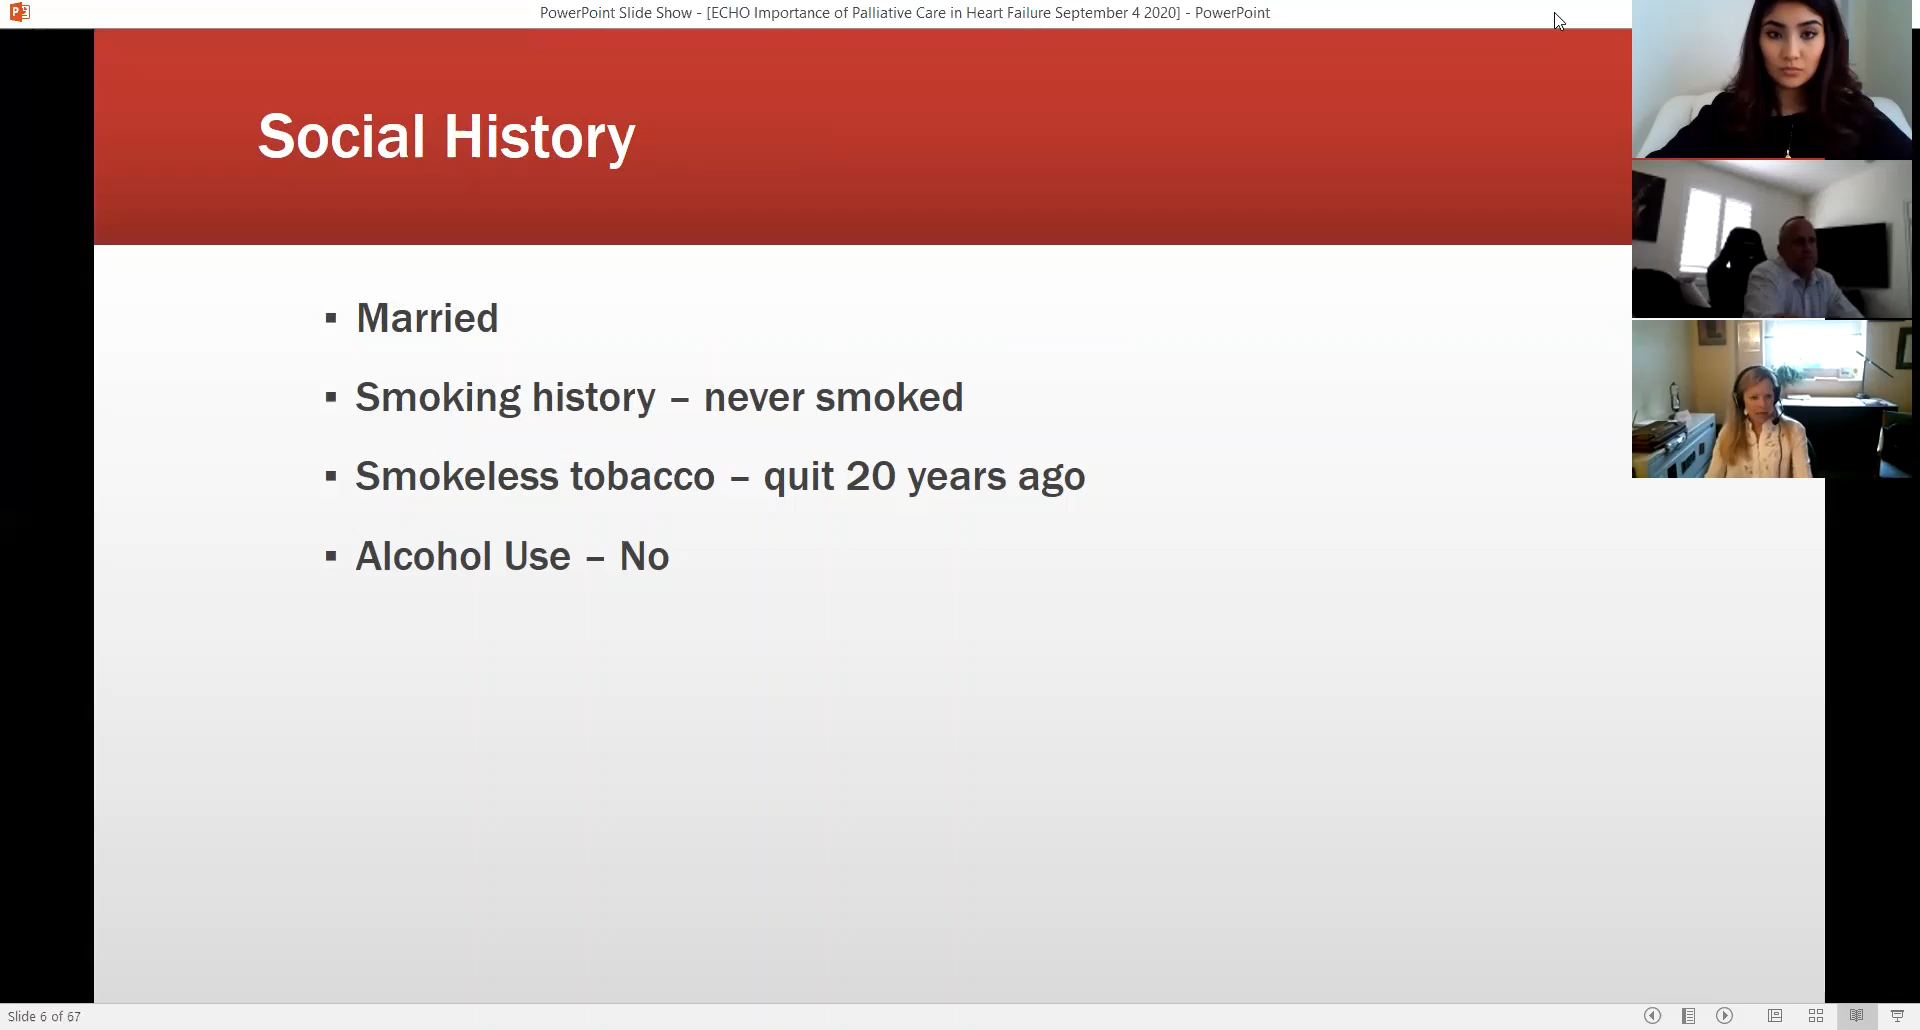 PowerPoint Slide Show - [ECHO Importance of Palliative Care in Heart Failure September 4 2020] - PowerPoint
Social History
▪ Married
▪ Smoking history – never smoked
▪ Smokeless tobacco – quit 20 years ago
▪ Alcohol Use – No
Slide 6 of 67